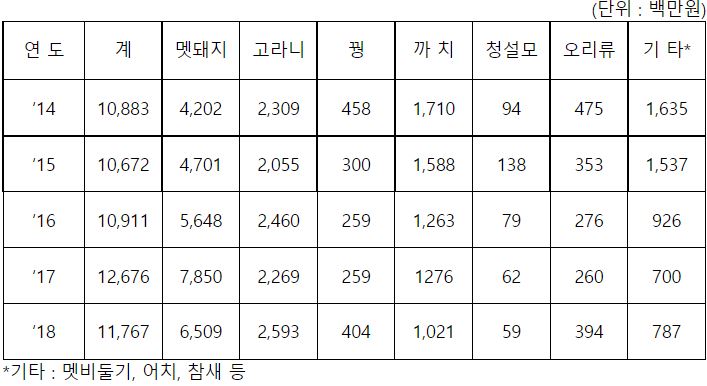 (단위 : 백만원)
연 도 계 멧돼지 고라니 꿩 까 치 청설모 오리류 기 타*
'14 10,883 4,202 2,309 458 1,710 94 475 1,635
'15 10,672 4,701 2,055 300 1,588 138 353 1,537
'16 10,911 5,648 2,460 259 1,263 79 276 926
'17 12,676 7,850 2,269 259 1276 62 260 700
'18 11,767 6,509 2,593 404 1,021 59 394 787
*기타 : 멧비둘기, 어치, 참새 등